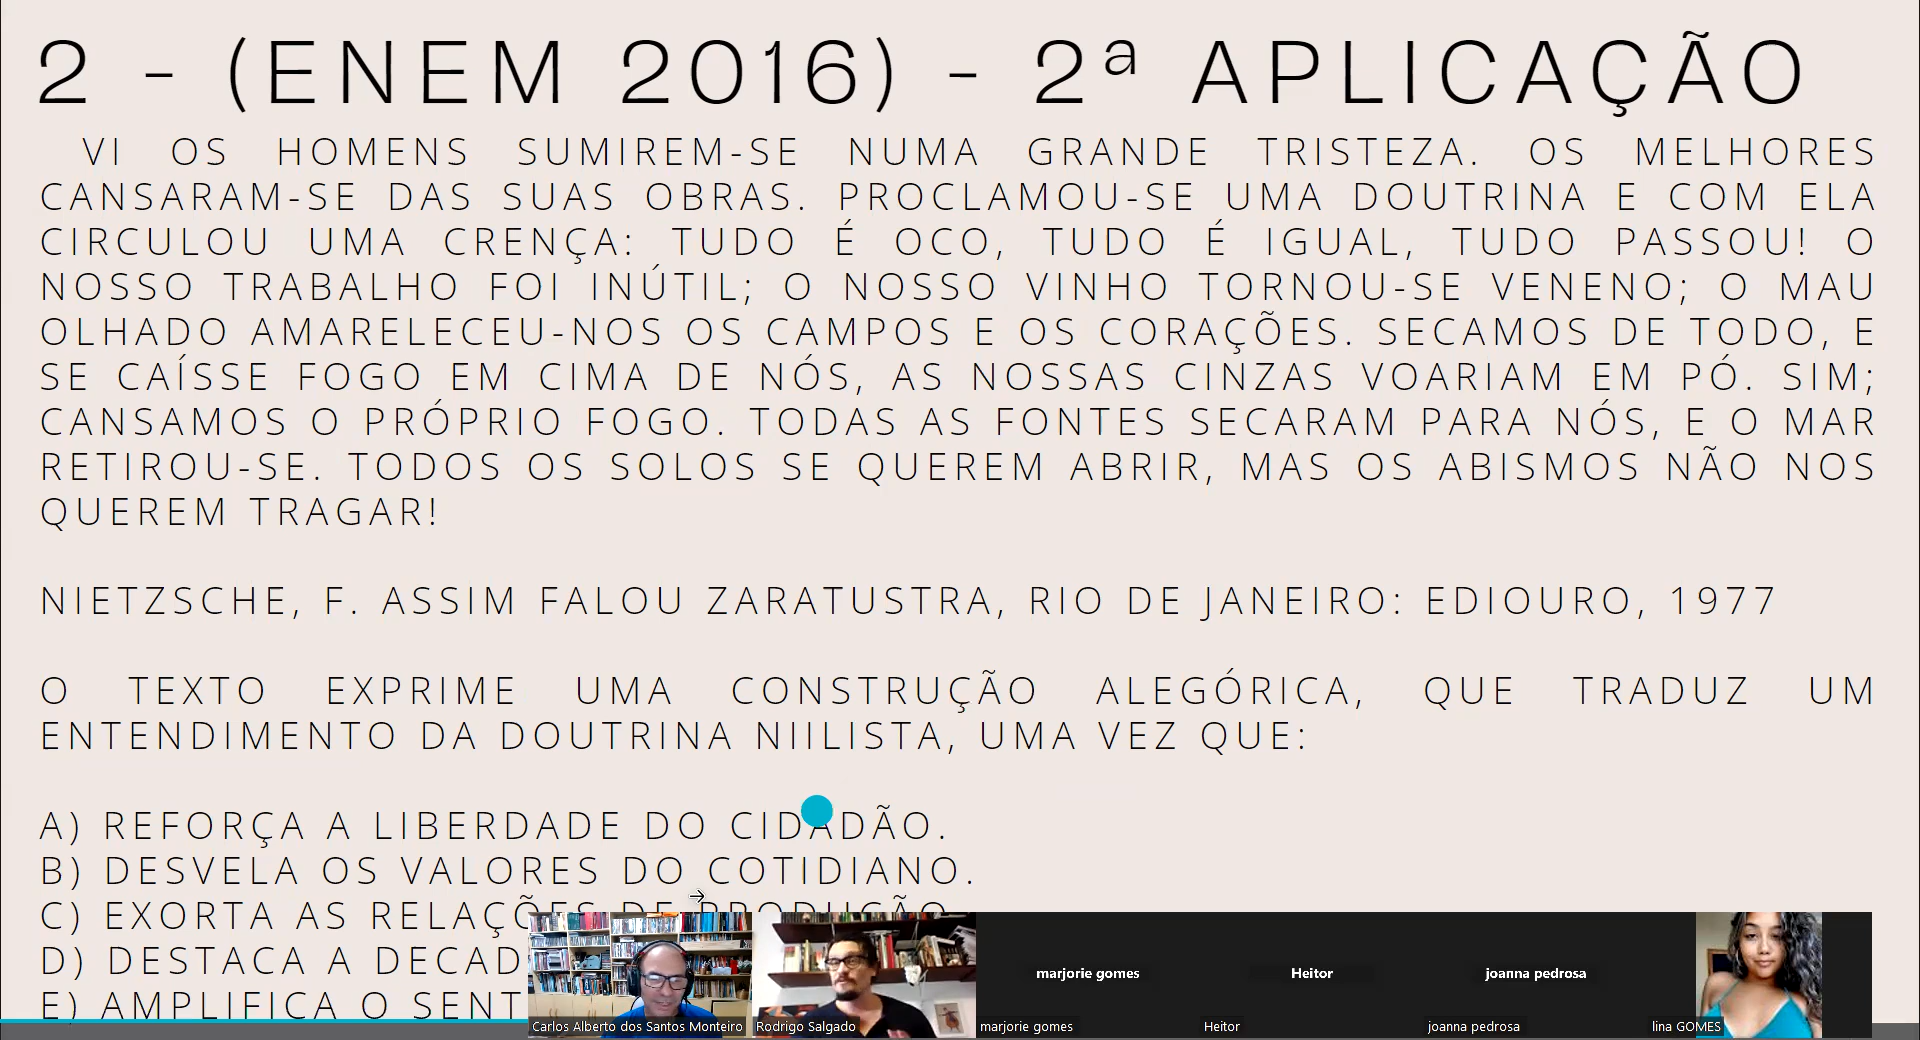 2 - (ENEM 2016) - 2ª APLICAÇÃO
VI OS HOMENS SUMIREM-SE NUMA GRANDE TRISTEZA. OS MELHORES
CANSARAM-SE DAS SUAS OBRAS. PROCLAMOU-SE UMA DOUTRINA E COM ELA
CIRCULOU UMA CRENÇA: TUDO É OCO, TUDO É IGUAL, TUDO PASSOU! O
NOSSO TRABALHO FOI INÚTIL; O NOSSO VINHO TORNOU-SE VENENO; O MAU
OLHADO AMARELECEU-NOS OS CAMPOS E OS CORAÇÕES. SECAMOS DE TODO, E
SE CAÍSSE FOGO EM CIMA DE NÓS, AS NOSSAS CINZAS VOARIAM EM PÓ. SIM;
CANSAMOS O PRÓPRIO FOGO. TODAS AS FONTES SECARAM PARA NÓS, E O MAR
RETIROU-SE. TODOS OS SOLOS SE QUEREM ABRIR, MAS OS ABISMOS NÃO NOS
QUEREM TRAGAR!
NIETZSCHE, F. ASSIM FALOU ZARATUSTRA, RIO DE JANEIRO: EDIOURO, 1977
O TEXTO EXPRIME UMA CONSTRUÇÃO ALEGÓRICA, QUE TRADUZ UM
ENTENDIMENTO DA DOUTRINA NIILISTA, UMA VEZ QUE:
A) REFORÇA A LIBERDADE DO CIDADÃO.
B) DESVELA OS VALORES DO COTIDIANO.
C) EXORTA AS RELAÇÕES DE PRODUÇÃO
D) DESTACA A DECAD
E) AMPLIFICA O SENT
marjorie gomes
Heitor
joanna pedrosa
Carlos Alberto dos Santos Monteiro
Rodrigo Salgado
marjorie gomes
Heitor
joanna pedrosa
lina GOMES